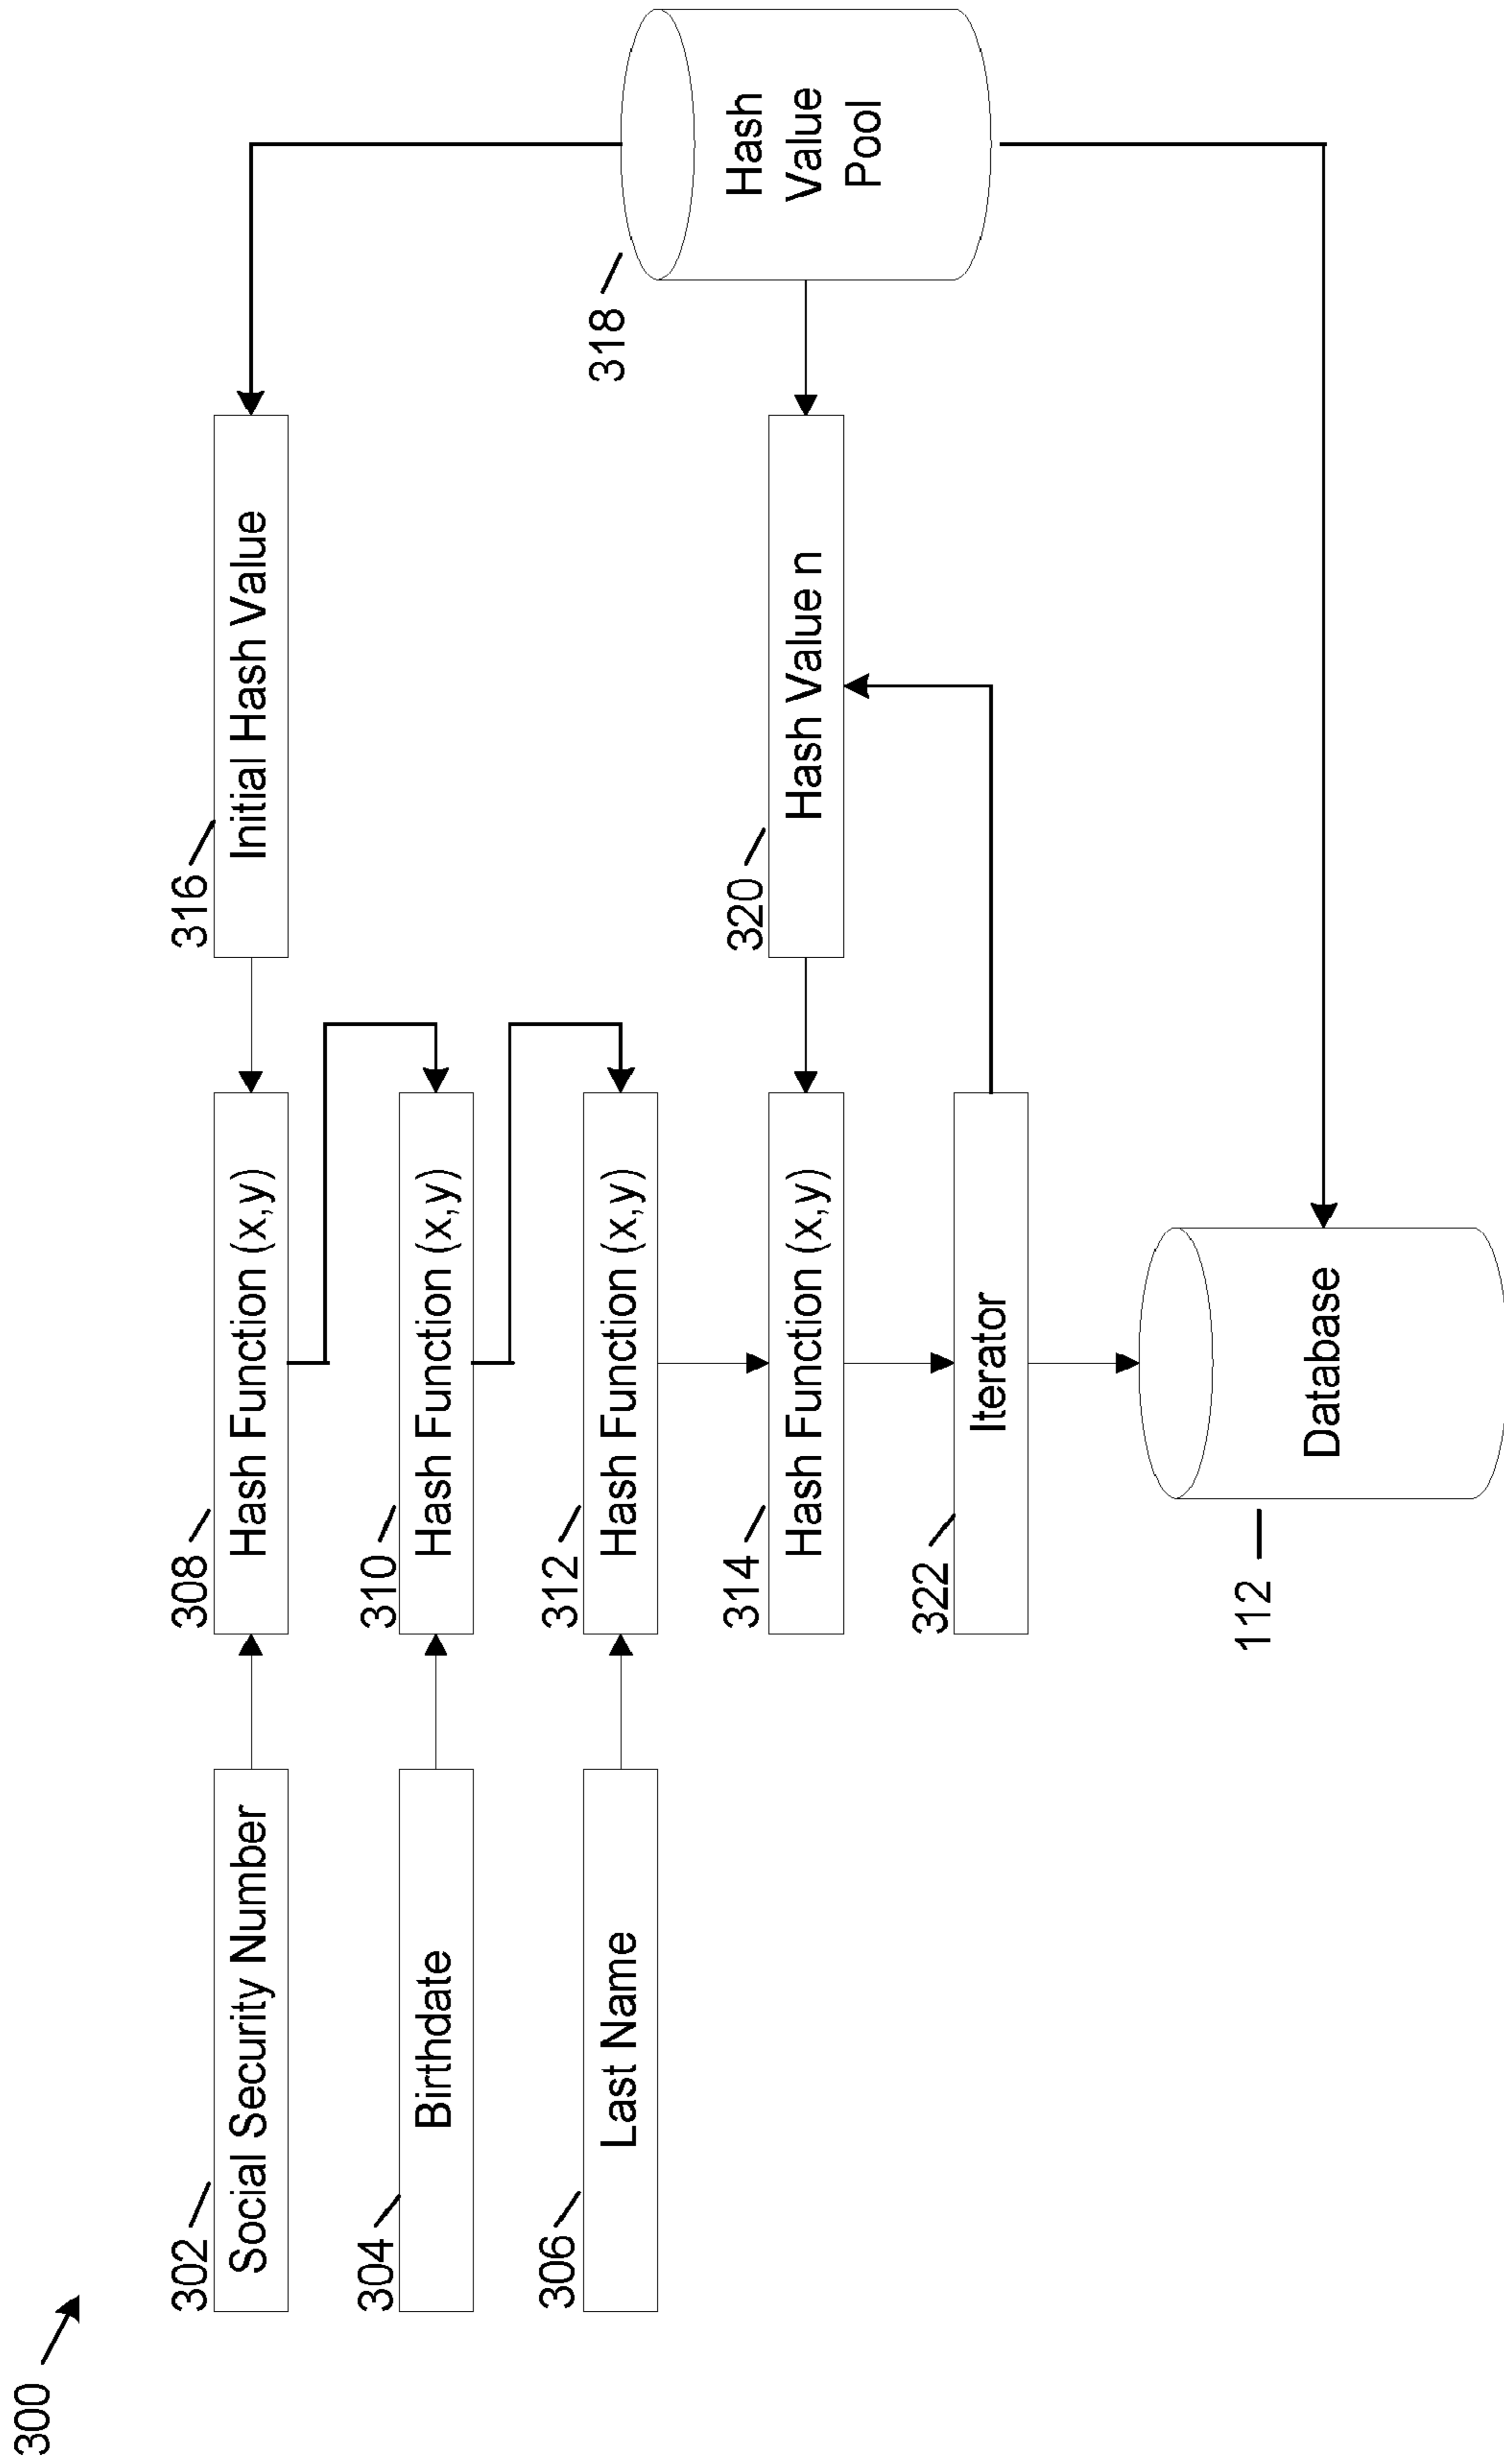 300
302
Social Security Number
308
Hash Function (x,y)
316
Initial Hash Value
304
Birthdate
310
Hash Function (x,y)
306
Last Name
312
Hash Function (x,y)
318
Hash
Value
Pool
314
Hash Function (x,y)
320
Hash Value n
322
Iterator
112
Database